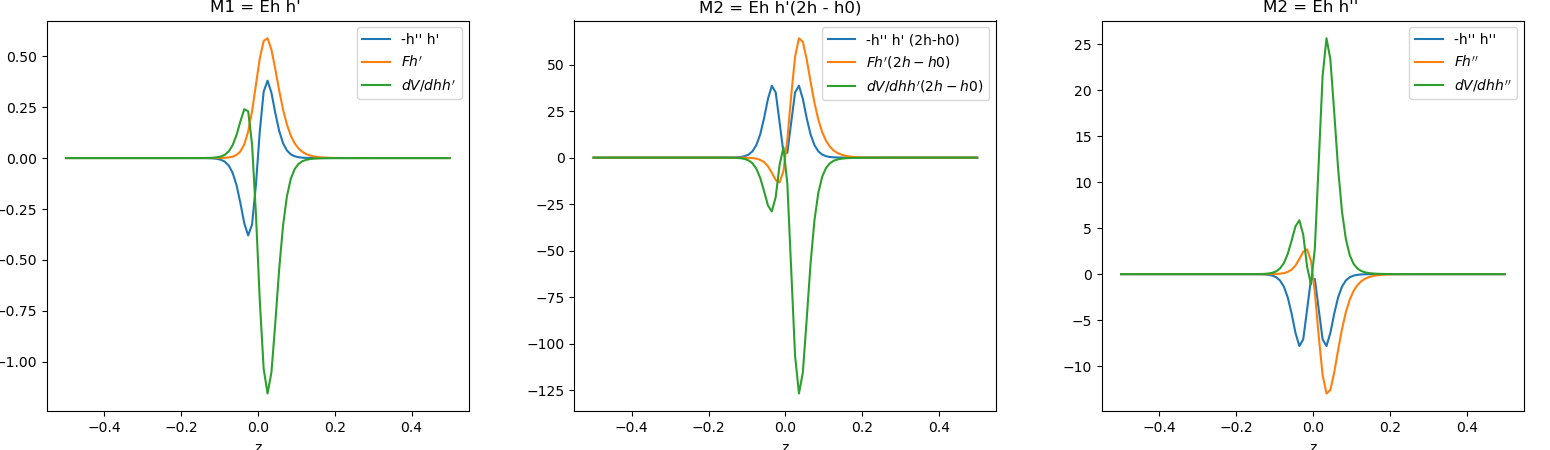 M1 = Eh h'
-h'' h'
Fh′
dV/dhh′
0.50
0.25
0.00
−0.25
−0.50
−0.75
−1.00
−0.4 −0.2 0.0 0.2 0.4
z
M2 = Eh h'(2h - h0)
-h'' h' (2h-h0)
Fh′(2h − h0)
dV/dhh′(2h − h0)
50
25
0
−25
−50
−75
−100
−125
−0.4 −0.2 0.0 0.2 0.4
z
M2 = Eh h''
-h'' h''
Fh′′
dV/dhh′′
25
20
15
10
5
0
−5
−10
−0.4 −0.2 0.0 0.2 0.4
z